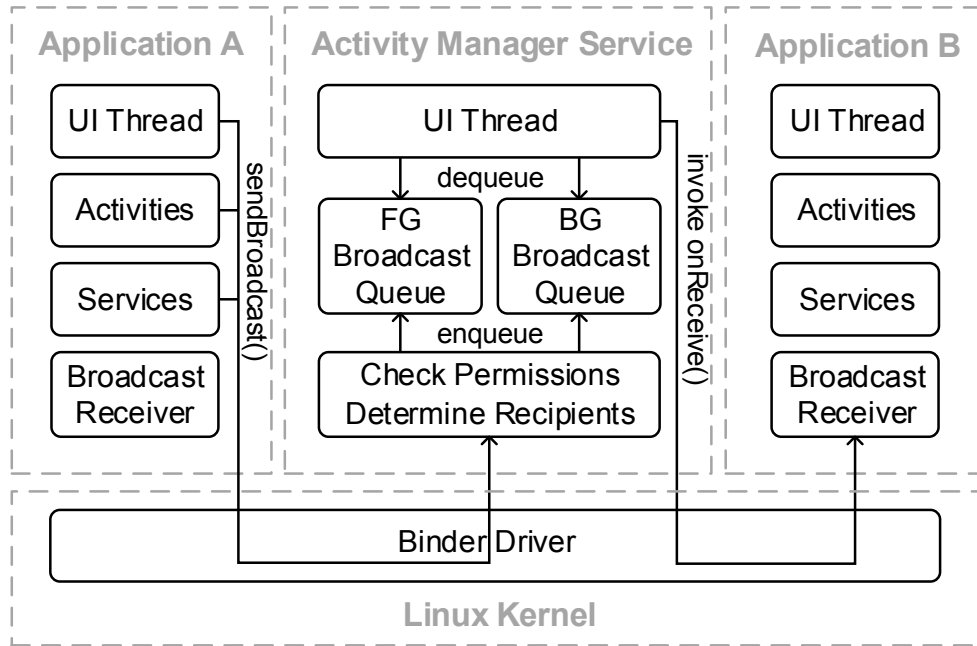 Application A
UI Thread
Activities
Services
Broadcast
Receiver
sendBroadcast()
Activity Manager Service
UI Thread
dequeue
FG
Broadcast
Queue
BG
Broadcast
Queue
enqueue
Check Permissions
Determine Recipients
invoke onReceive()
Application B
UI Thread
Activities
Services
Broadcast
Receiver
Binder Driver
Linux Kernel